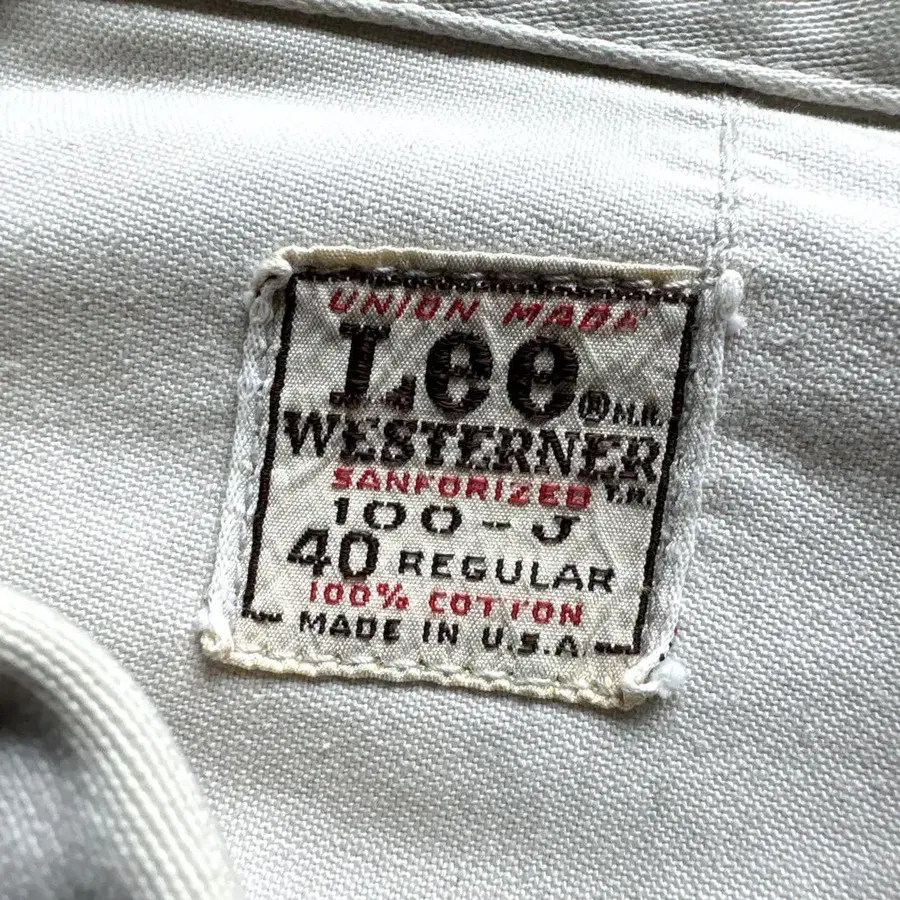 UNION MADE
Lee ® M.R.
WESTERNER T.M.
SANFORIZED
100-J
40 REGULAR
100% COTTON
MADE IN U.S.A.